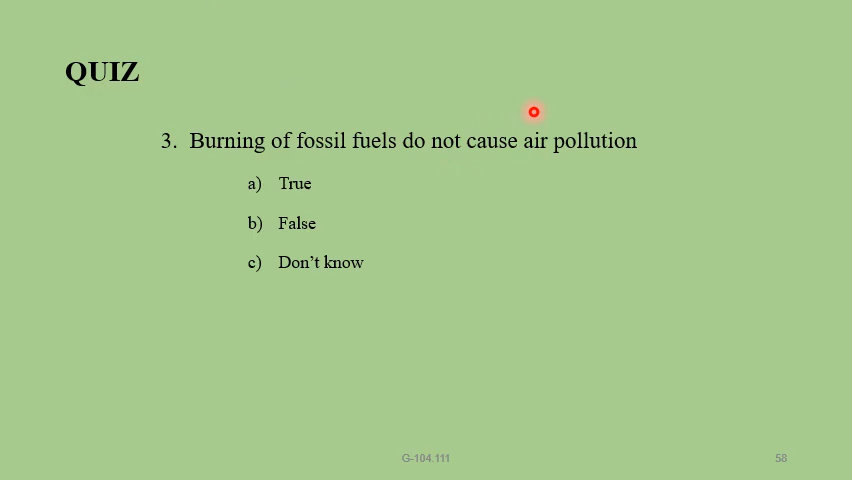 QUIZ
3. Burning of fossil fuels do not cause air pollution
a) True
b) False
c) Don’t know
G-104.111
58